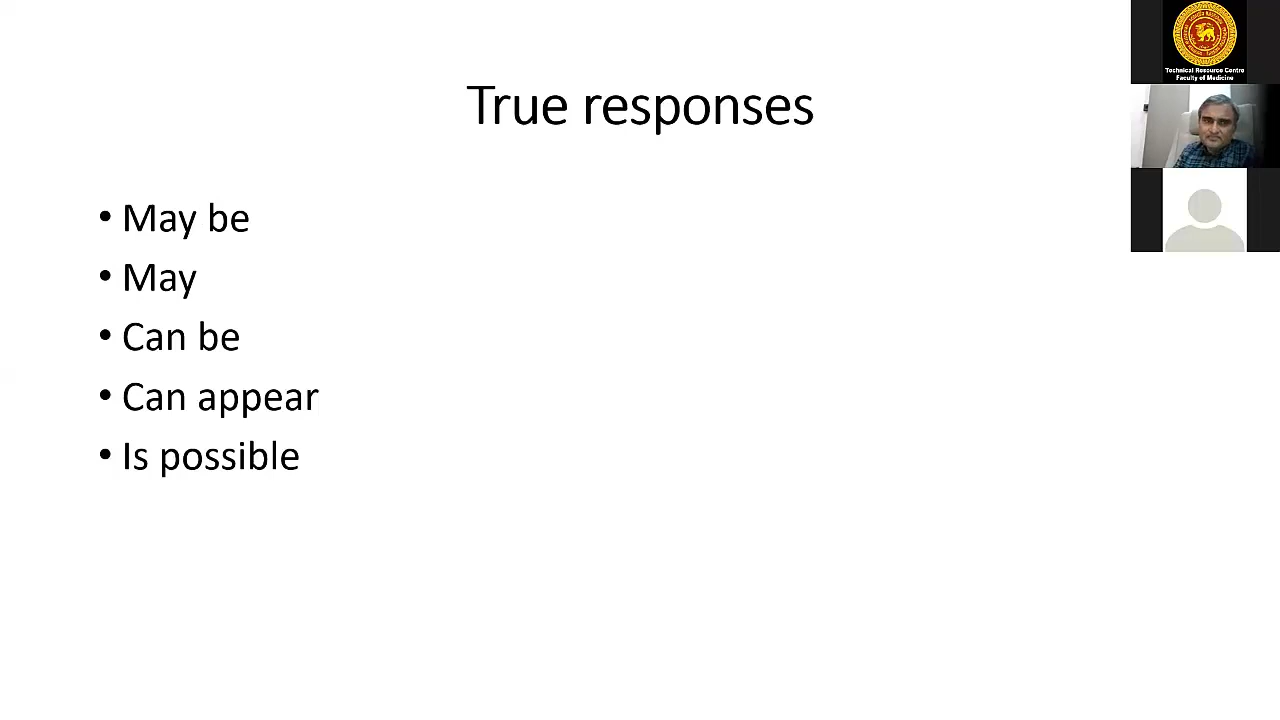 True responses
• May be
• May
• Can be
• Can appear
• Is possible
Technical Resource Centre
Faculty of Medicine